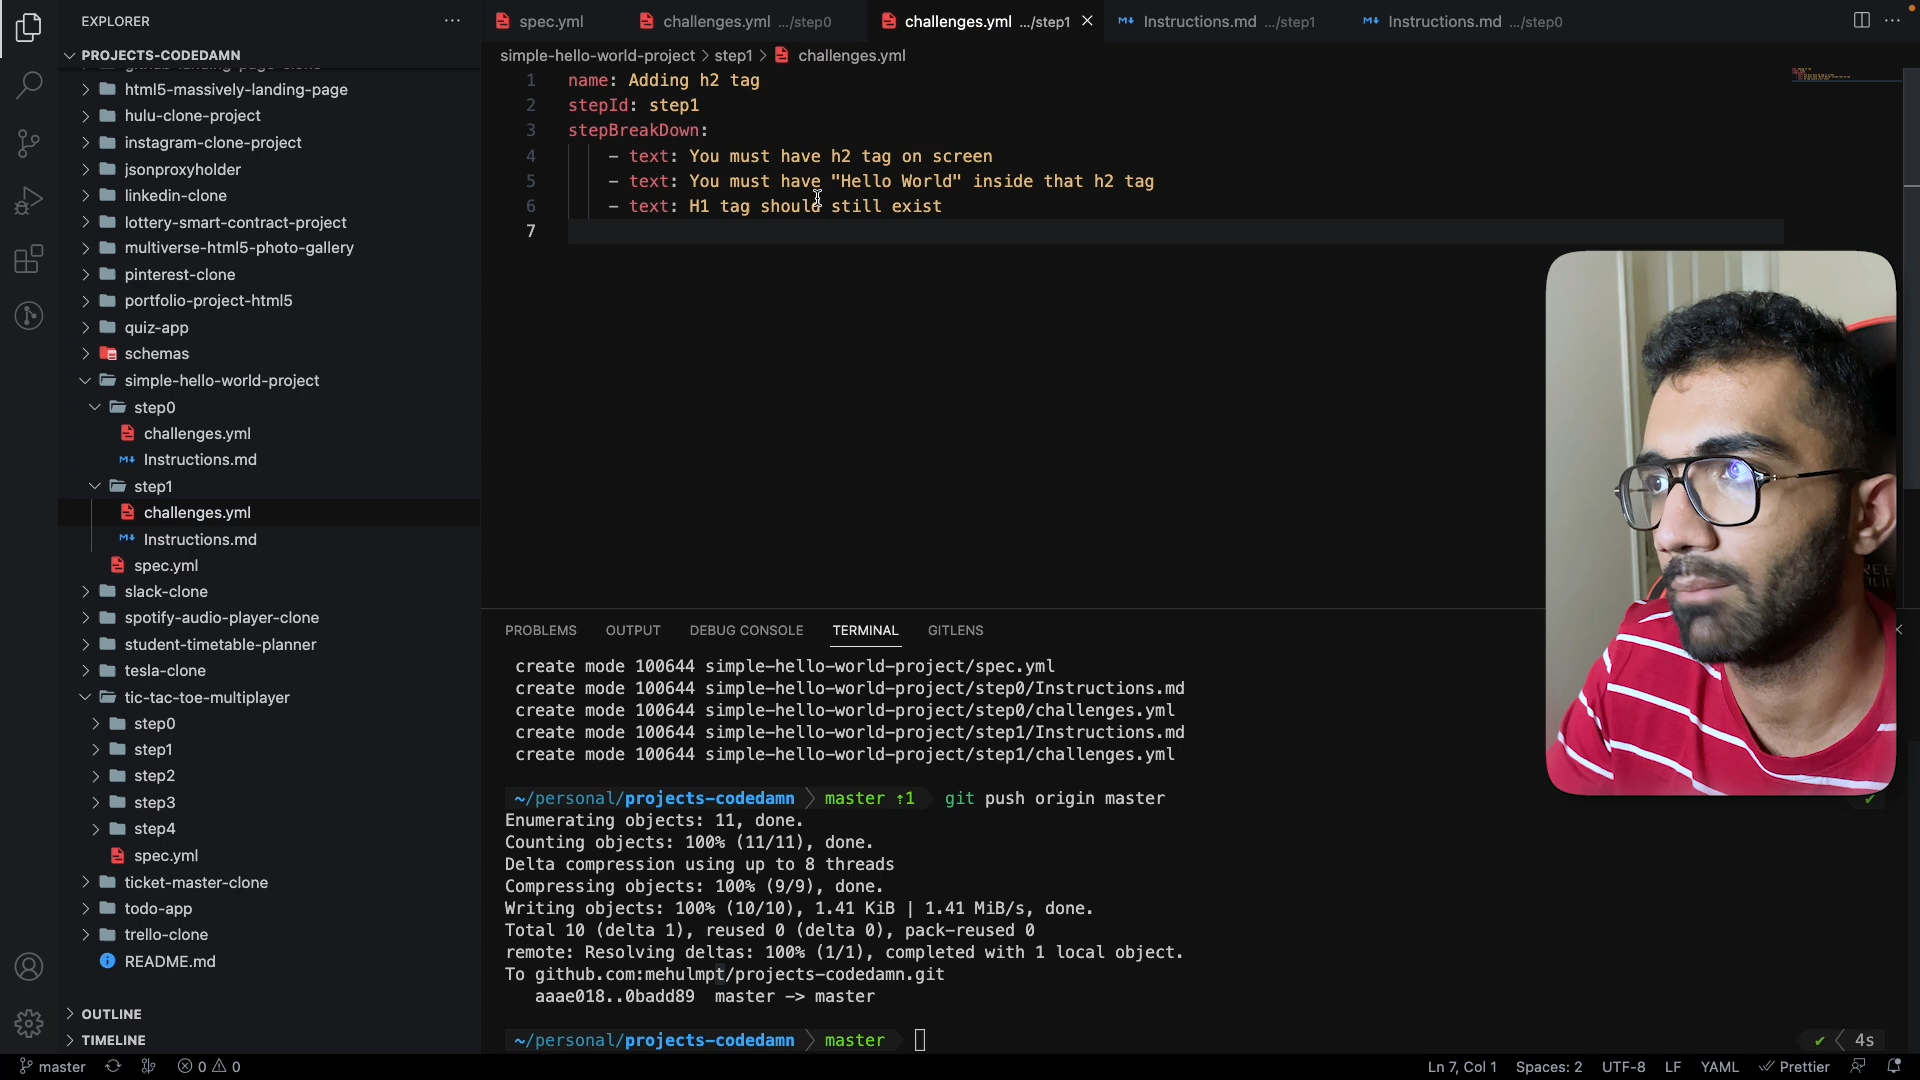 EXPLORER
PROJECTS-CODEDAMN
html5-massively-landing-page
hulu-clone-project
instagram-clone-project
jsonproxyholder
linkedin-clone
lottery-smart-contract-project
multiverse-html5-photo-gallery
pinterest-clone
portfolio-project-html5
quiz-app
schemas
simple-hello-world-project
step0
challenges.yml
Instructions.md
step1
challenges.yml
Instructions.md
spec.yml
slack-clone
spotify-audio-player-clone
student-timetable-planner
tesla-clone
tic-tac-toe-multiplayer
step0
step1
step2
step3
step4
spec.yml
ticket-master-clone
todo-app
trello-clone
README.md
OUTLINE
TIMELINE
spec.yml
challenges.yml .../step0
challenges.yml .../step1
Instructions.md .../step1
Instructions.md .../step0
simple-hello-world-project > step1 > challenges.yml
1 name: Adding h2 tag
2 stepId: step1
3 stepBreakDown:
4 - text: You must have h2 tag on screen
5 - text: You must have "Hello World" inside that h2 tag
6 - text: H1 tag should still exist
7
PROBLEMS OUTPUT DEBUG CONSOLE TERMINAL GITLENS
create mode 100644 simple-hello-world-project/spec.yml
create mode 100644 simple-hello-world-project/step0/Instructions.md
create mode 100644 simple-hello-world-project/step0/challenges.yml
create mode 100644 simple-hello-world-project/step1/Instructions.md
create mode 100644 simple-hello-world-project/step1/challenges.yml
~/personal/projects-codedamn master ↑1 git push origin master
Enumerating objects: 11, done.
Counting objects: 100% (11/11), done.
Delta compression using up to 8 threads
Compressing objects: 100% (9/9), done.
Writing objects: 100% (10/10), 1.41 KiB | 1.41 MiB/s, done.
Total 10 (delta 1), reused 0 (delta 0), pack-reused 0
remote: Resolving deltas: 100% (1/1), completed with 1 local object.
To github.com:mehulmpt/projects-codedamn.git
aaae018..0badd89 master -> master
~/personal/projects-codedamn master
4s
master 0 0 Ln 7, Col 1 Spaces: 2 UTF-8 LF YAML Prettier